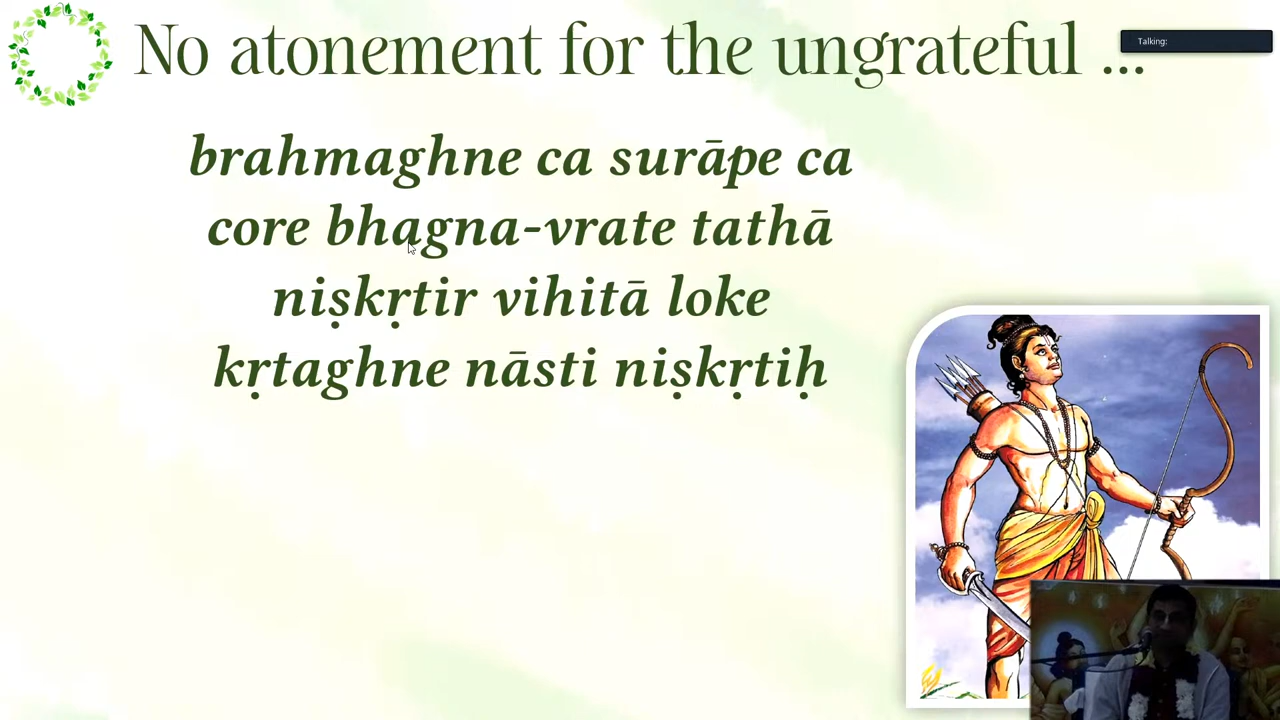 No atonement for the ungrateful ...
Talking:
brahmaghne ca surāpe ca
core bhagna-vrate tathā
niṣkṛtir vihitā loke
kṛtaghne nāsti niṣkṛtiḥ